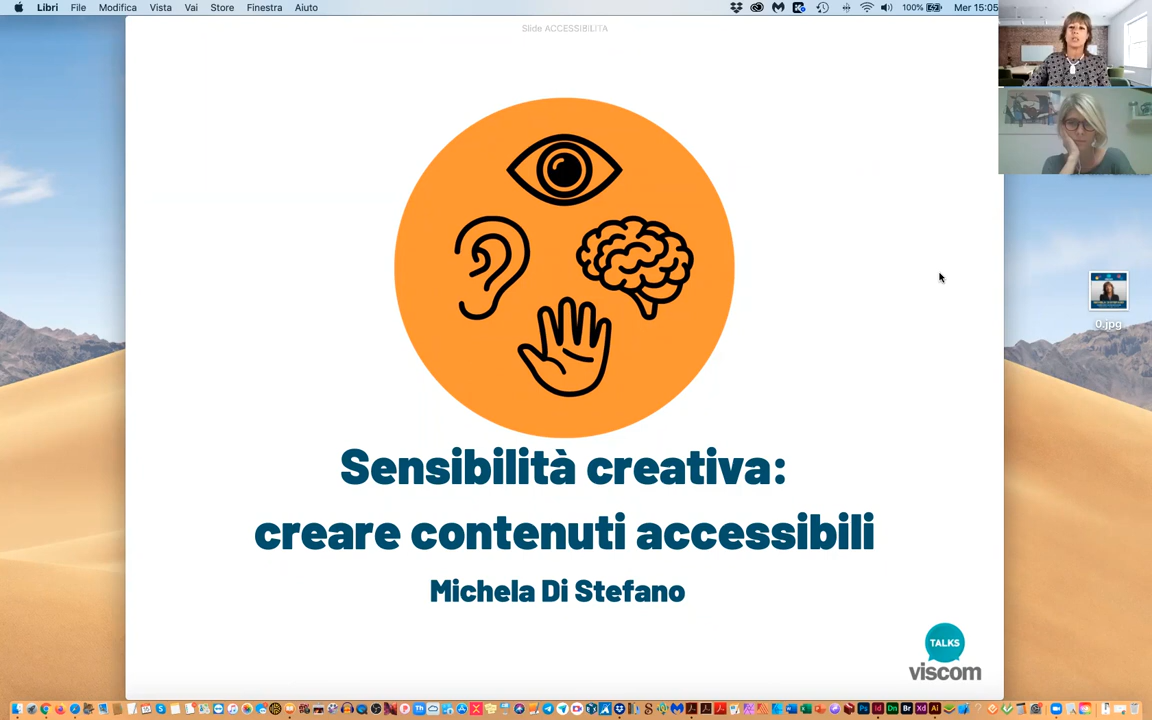 Libri File Modifica Vista Vai Store Finestra Aiuto
100% Mer 15:05
Slide ACCESSIBILITA
0.jpg
Sensibilità creativa:
creare contenuti accessibili
Michela Di Stefano
TALKS
viscom